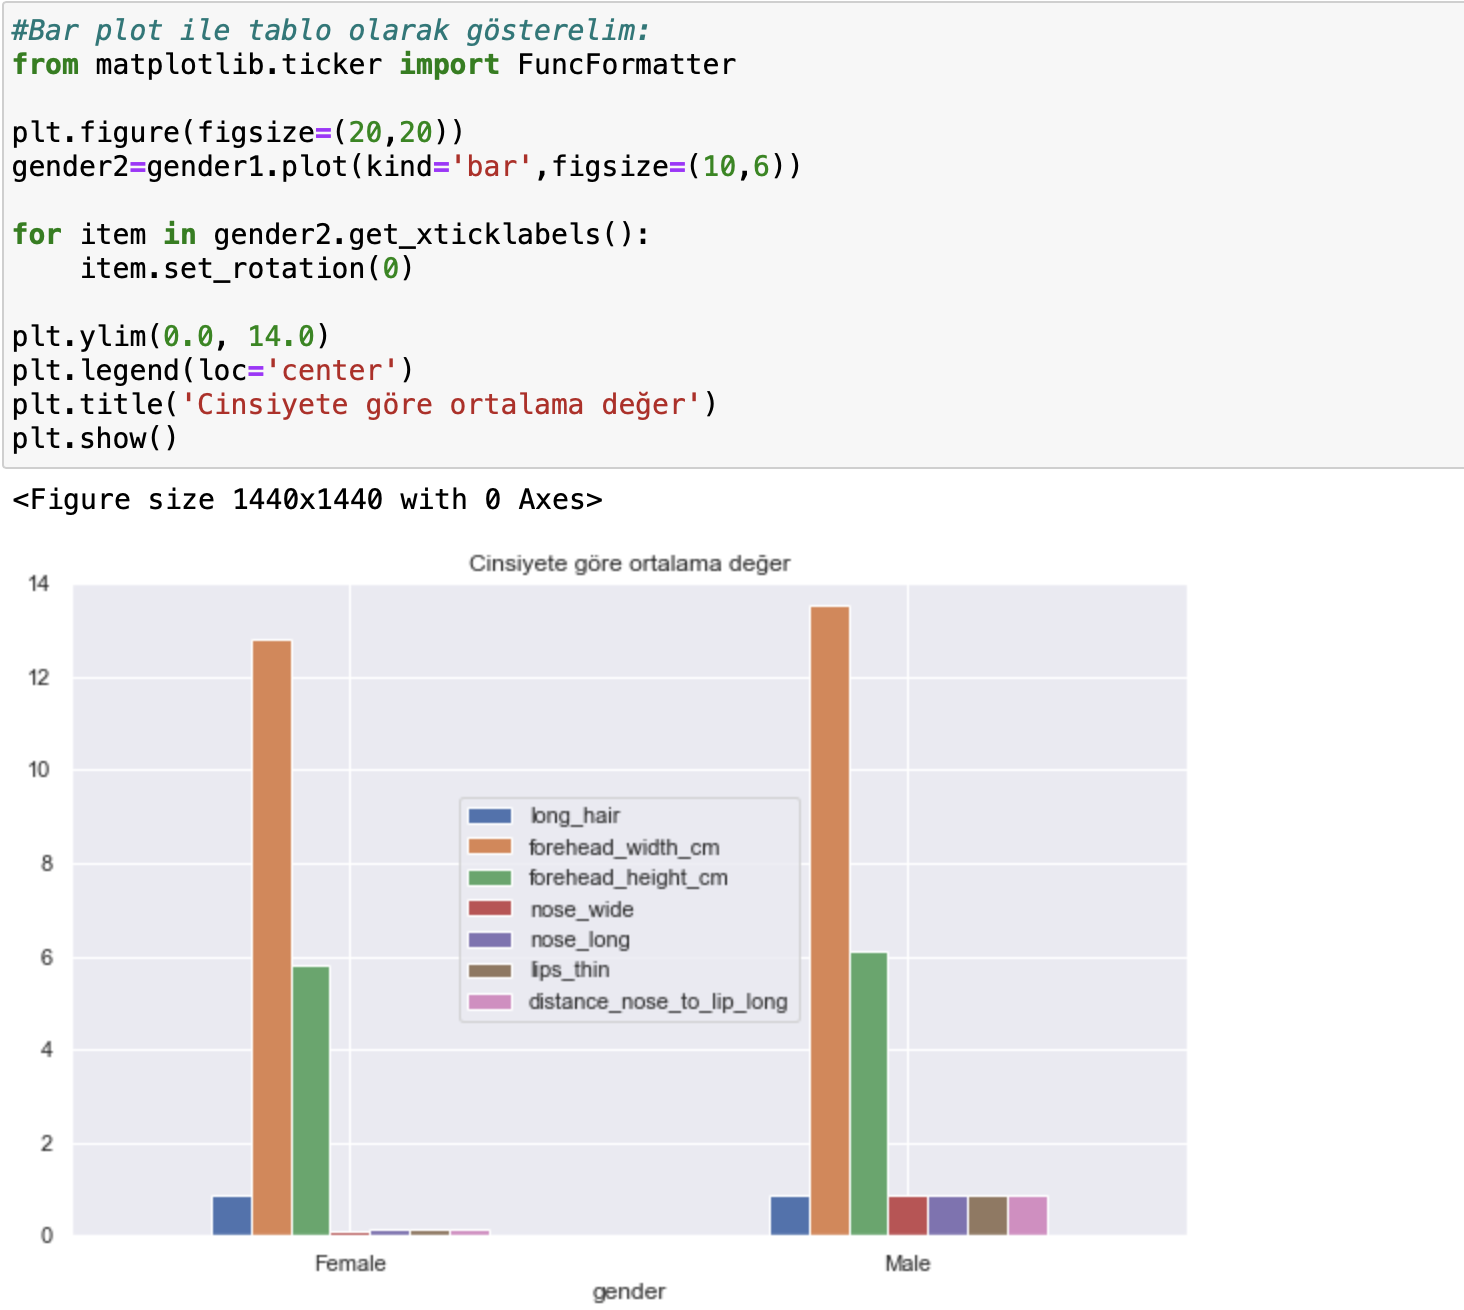 #Bar plot ile tablo olarak gösterelim:
from matplotlib.ticker import FuncFormatter
plt.figure(figsize=(20,20))
gender2=gender1.plot(kind='bar',figsize=(10,6))
for item in gender2.get_xticklabels():
    item.set_rotation(0)
plt.ylim(0.0, 14.0)
plt.legend(loc='center')
plt.title('Cinsiyete göre ortalama değer')
plt.show()
<Figure size 1440x1440 with 0 Axes>
Cinsiyete göre ortalama değer
14
12
10
8
6
4
2
0
long_hair
forehead_width_cm
forehead_height_cm
nose_wide
nose_long
lips_thin
distance_nose_to_lip_long
Female
Male
gender